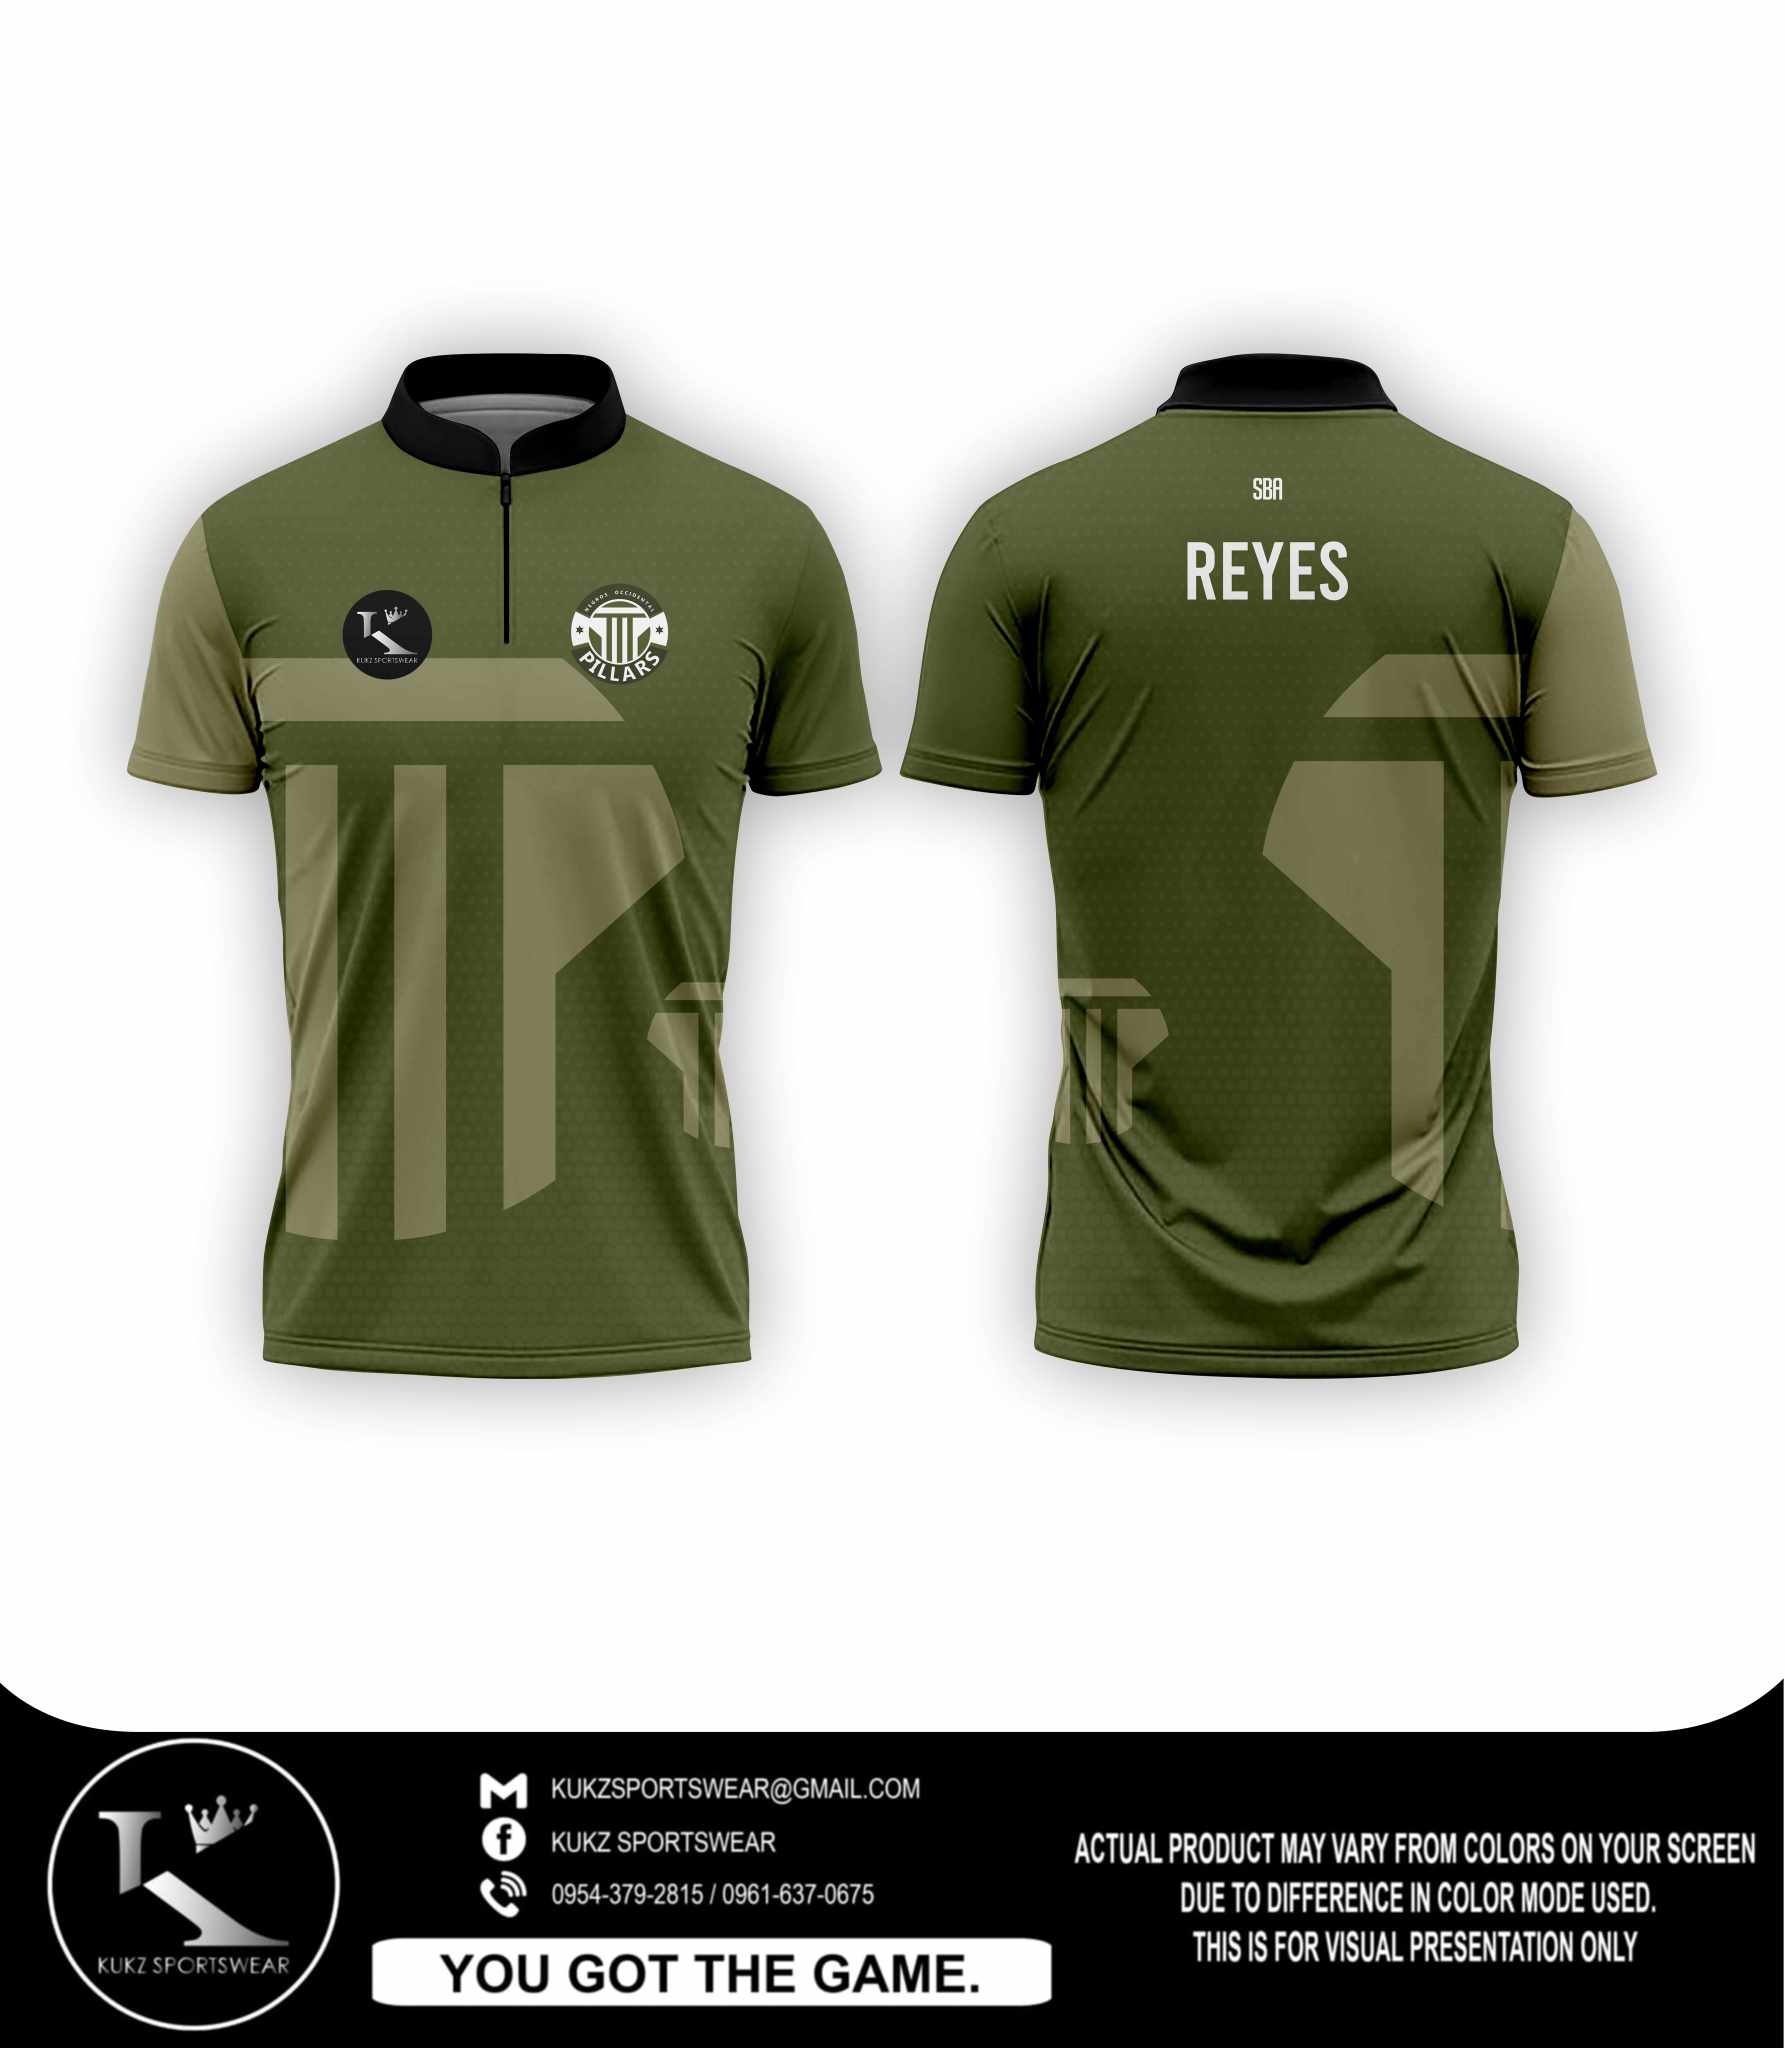 KUKZ SPORTSWEAR
NEGROS OCCIDENTAL
PILLARS
SBA
REYES
KUKZ SPORTSWEAR
KUKZSPORTSWEAR@GMAIL.COM
KUKZ SPORTSWEAR
0954-379-2815 / 0961-637-0675
YOU GOT THE GAME.
ACTUAL PRODUCT MAY VARY FROM COLORS ON YOUR SCREEN
DUE TO DIFFERENCE IN COLOR MODE USED.
THIS IS FOR VISUAL PRESENTATION ONLY